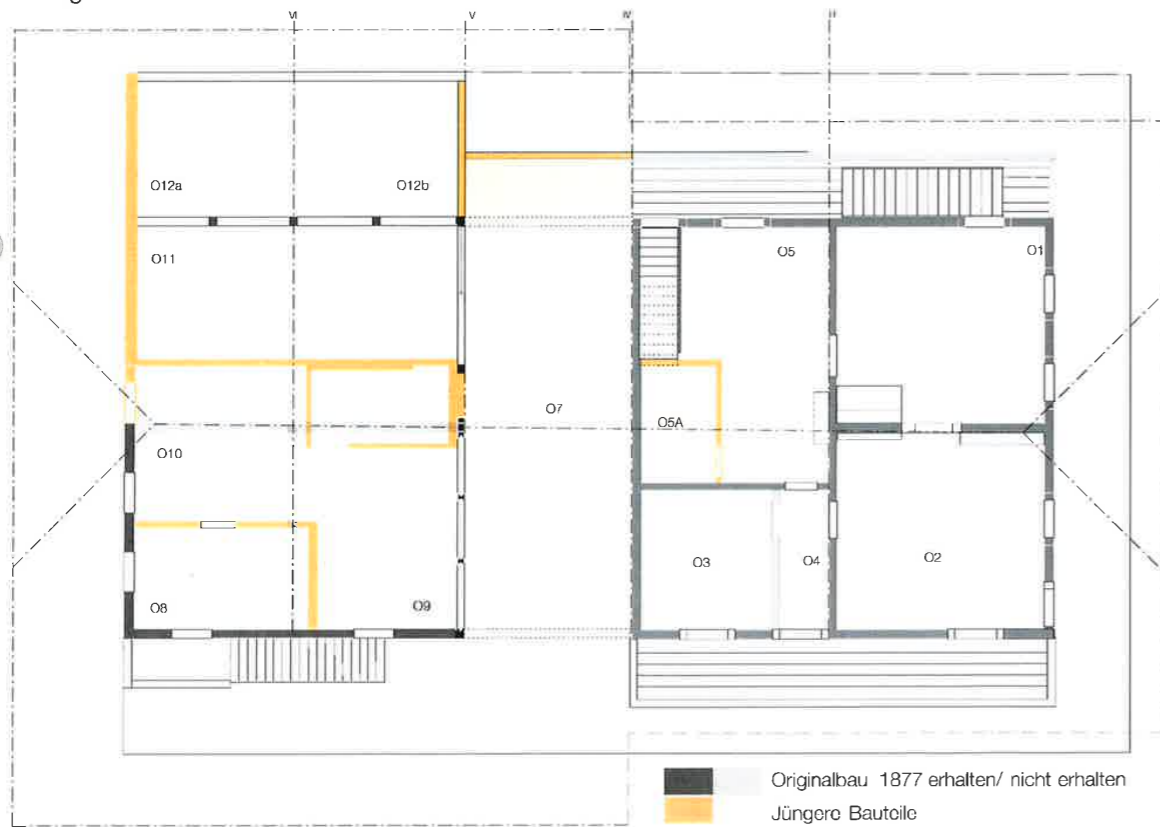 VI V IV III
O12a O12b
O11 O5 O1
O7
O10 O5A
O3 O4 O2
O8 O9
Originalbau 1877 erhalten/ nicht erhalten
Jüngere Bauteile